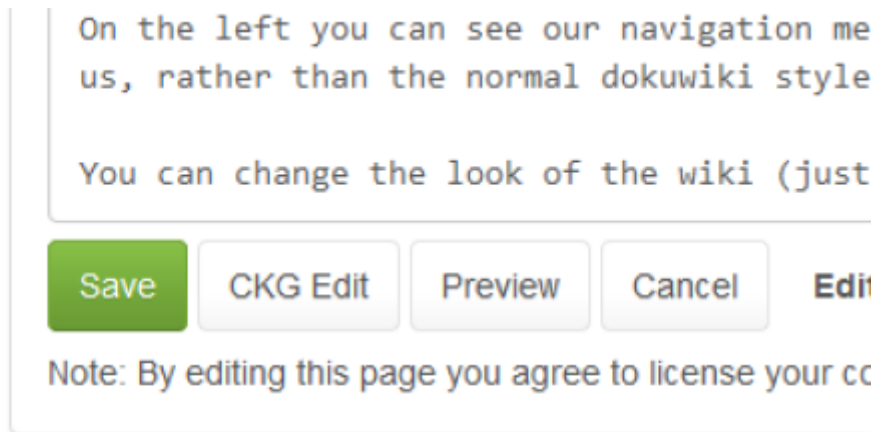 On the left you can see our navigation me
us, rather than the normal dokuwiki style
You can change the look of the wiki (just
Save CKG Edit Preview Cancel Edit
Note: By editing this page you agree to license your co